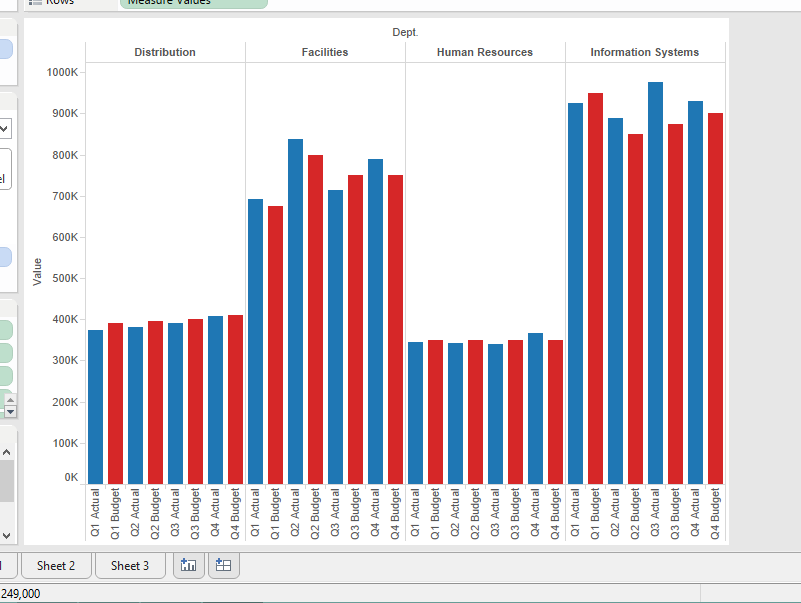 Rows
Measure Values
Dept.
Distribution Facilities Human Resources Information Systems
1000K
900K
800K
700K
600K
500K
400K
300K
200K
100K
0K
Value
Q1 Actual Q1 Budget Q2 Actual Q2 Budget Q3 Actual Q3 Budget Q4 Actual Q4 Budget Q1 Actual Q1 Budget Q2 Actual Q2 Budget Q3 Actual Q3 Budget Q4 Actual Q4 Budget Q1 Actual Q1 Budget Q2 Actual Q2 Budget Q3 Actual Q3 Budget Q4 Actual Q4 Budget Q1 Actual Q1 Budget Q2 Actual Q2 Budget Q3 Actual Q3 Budget Q4 Actual Q4 Budget
Sheet 2 Sheet 3
249,000